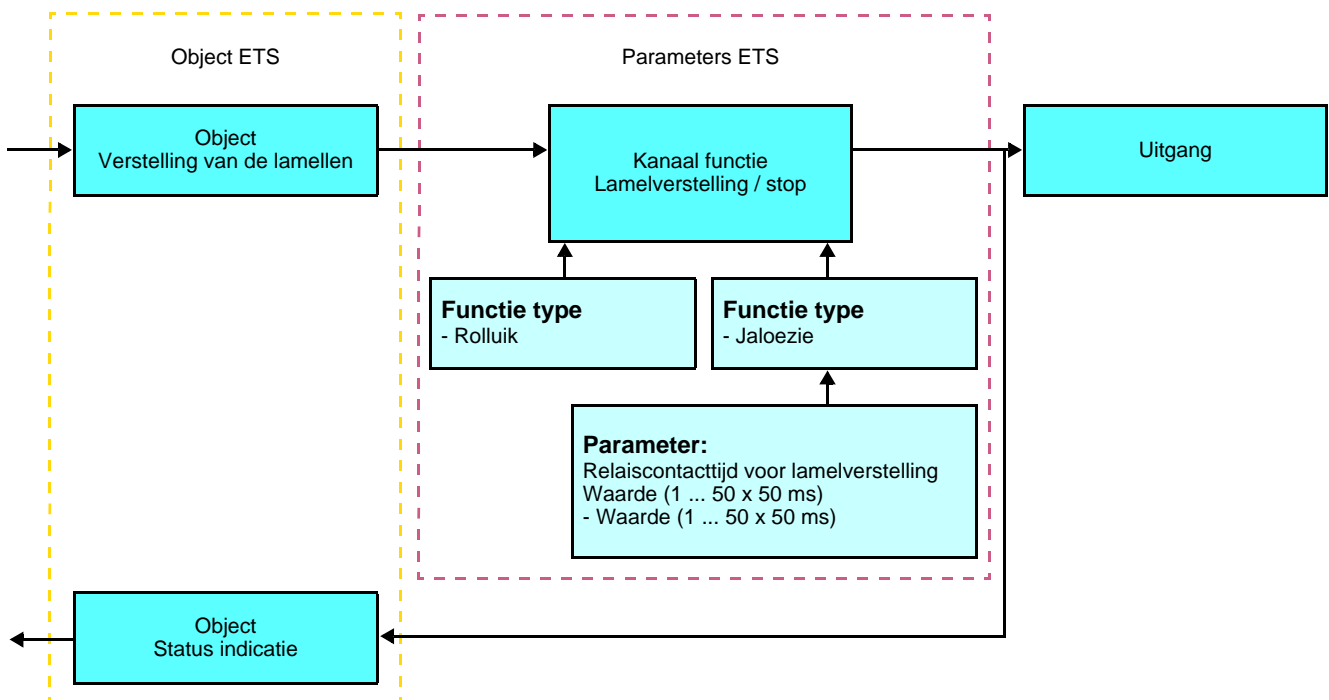 Object ETS
Parameters ETS
Object
Verstelling van de lamellen
Kanaal functie
Lamelverstelling / stop
Uitgang
Functie type
- Rolluik
Functie type
- Jaloezie
Parameter:
Relaiscontacttijd voor lamelverstelling
Waarde (1 ... 50 x 50 ms)
- Waarde (1 ... 50 x 50 ms)
Object
Status indicatie